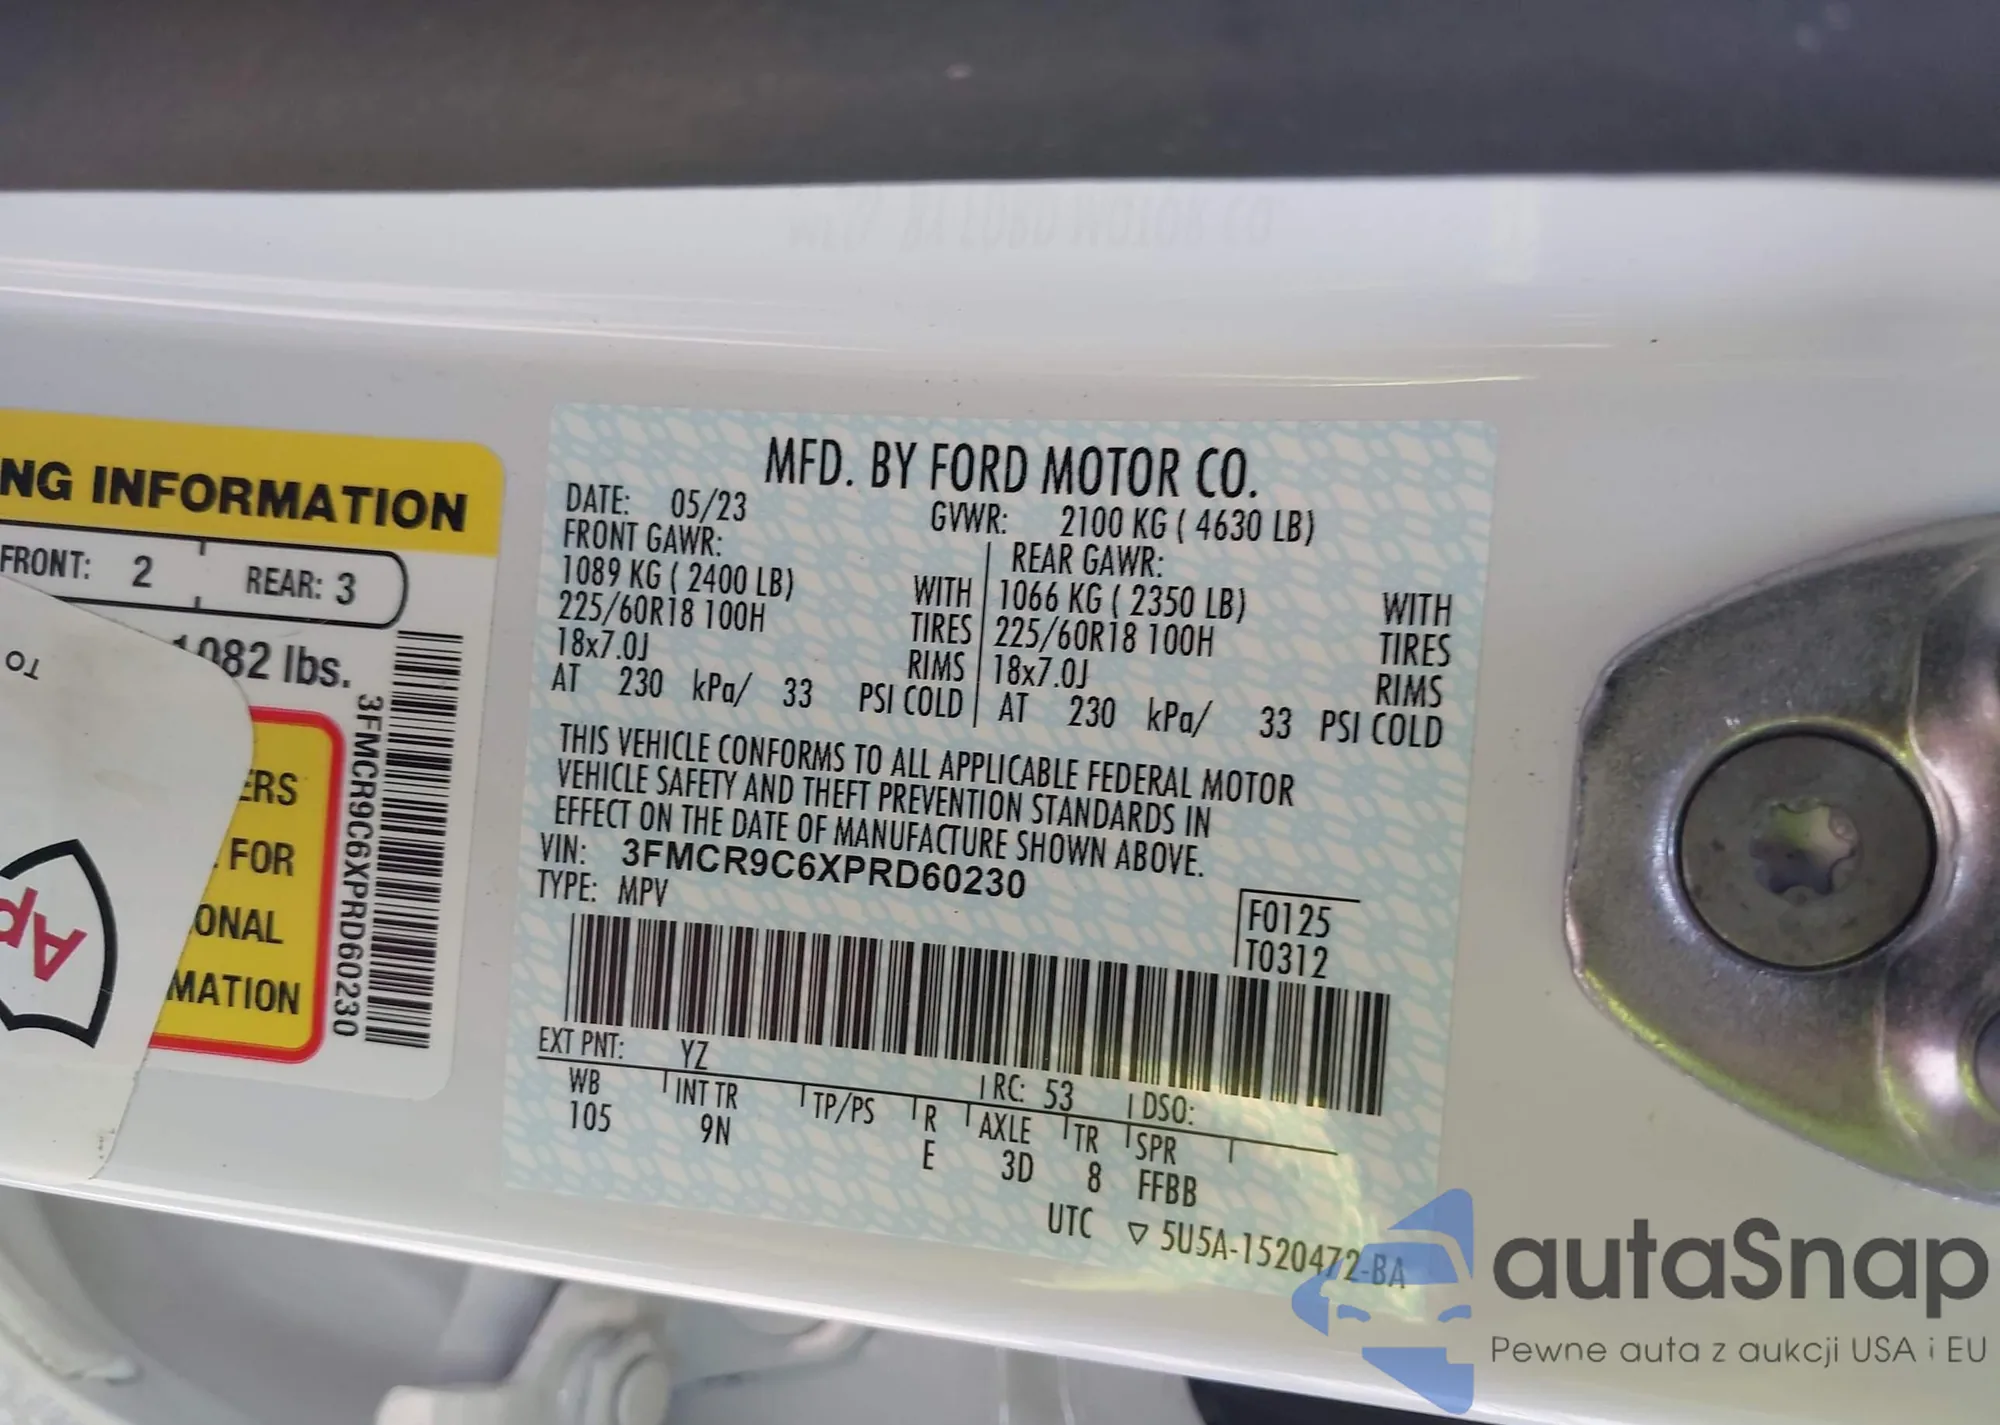 NG INFORMATION
FRONT: 2 REAR: 3
1082 lbs.
TO
ERS
FOR
ONAL
MATION
Ap
3FMCR9C6XPRD60230
MFD. BY FORD MOTOR CO.
DATE: 05/23 GVWR: 2100 KG ( 4630 LB)
FRONT GAWR: REAR GAWR:
1089 KG ( 2400 LB) WITH 1066 KG ( 2350 LB) WITH
225/60R18 100H TIRES 225/60R18 100H TIRES
18x7.0J RIMS 18x7.0J RIMS
AT 230 kPa/ 33 PSI COLD AT 230 kPa/ 33 PSI COLD
THIS VEHICLE CONFORMS TO ALL APPLICABLE FEDERAL MOTOR
VEHICLE SAFETY AND THEFT PREVENTION STANDARDS IN
EFFECT ON THE DATE OF MANUFACTURE SHOWN ABOVE.
VIN: 3FMCR9C6XPRD60230
TYPE: MPV
F0125
T0312
EXT PNT: YZ RC: 53 DSO:
WB INT TR TP/PS R AXLE TR SPR
105 9N E 3D 8 FFBB
UTC ▽ 5U5A-1520472-BA
autaSnap
Pewne auta z aukcji USA i EU